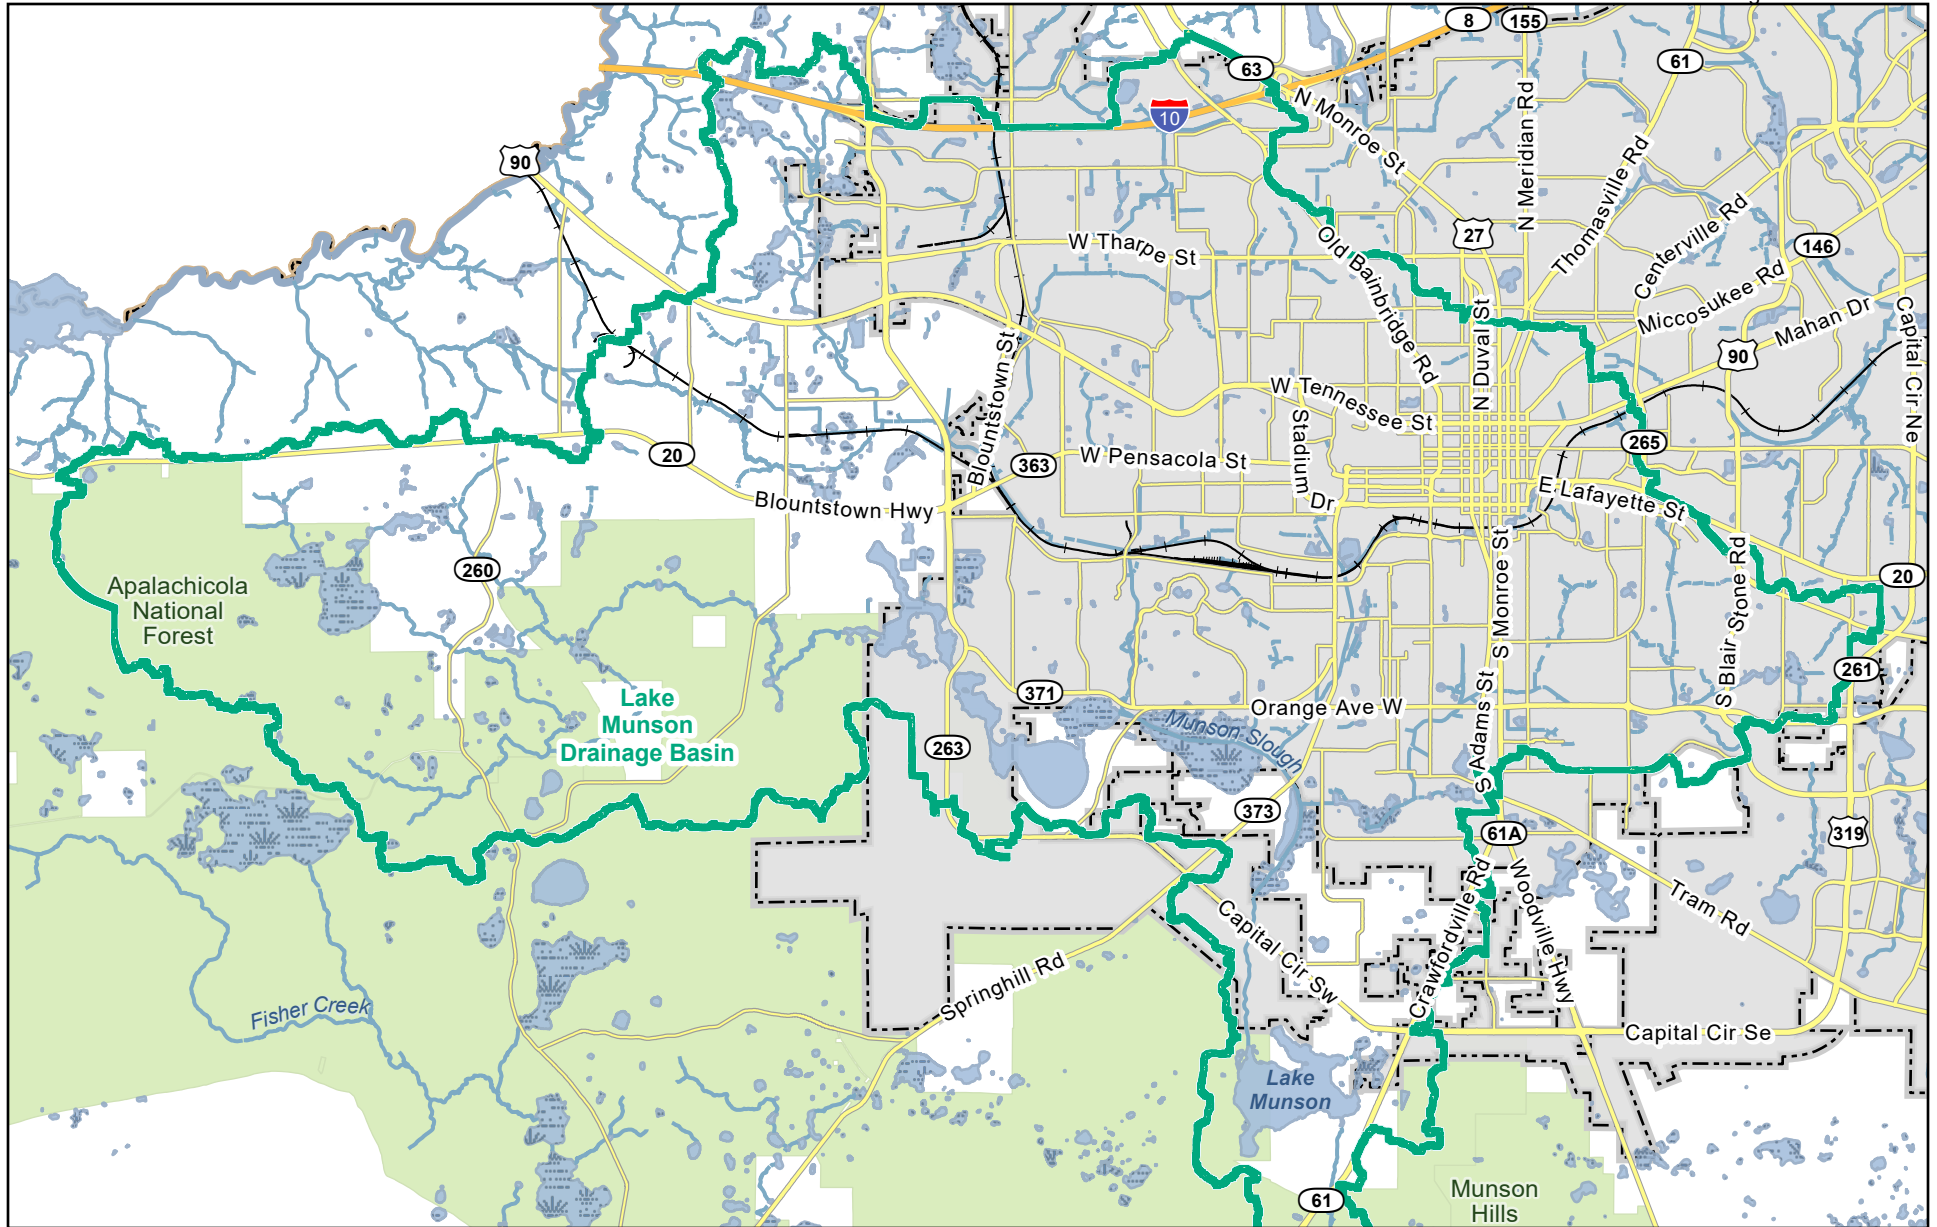 8
155
63
61
10
N Monroe St
N Meridian Rd
90
Thomasville Rd
Centerville Rd
27
146
W Tharpe St
Old Bainbridge Rd
Miccosukee Rd
Mahan Dr
Capital Cir Ne
N Duval St
90
Blountstown St
W Tennessee St
Stadium
Dr
265
20
363
W Pensacola St
Blountstown Hwy
E Lafayette St
260
20
Apalachicola
National
Forest
S Monroe St
S Blair Stone Rd
261
Lake
Munson
Drainage Basin
371
Orange Ave W
S Adams St
Munson Slough
263
373
61A
319
Crawfordville Rd
Woodville Hwy
Tram Rd
Capital Cir Sw
Springhill Rd
Fisher Creek
Capital Cir Se
Lake
Munson
61
Munson
Hills